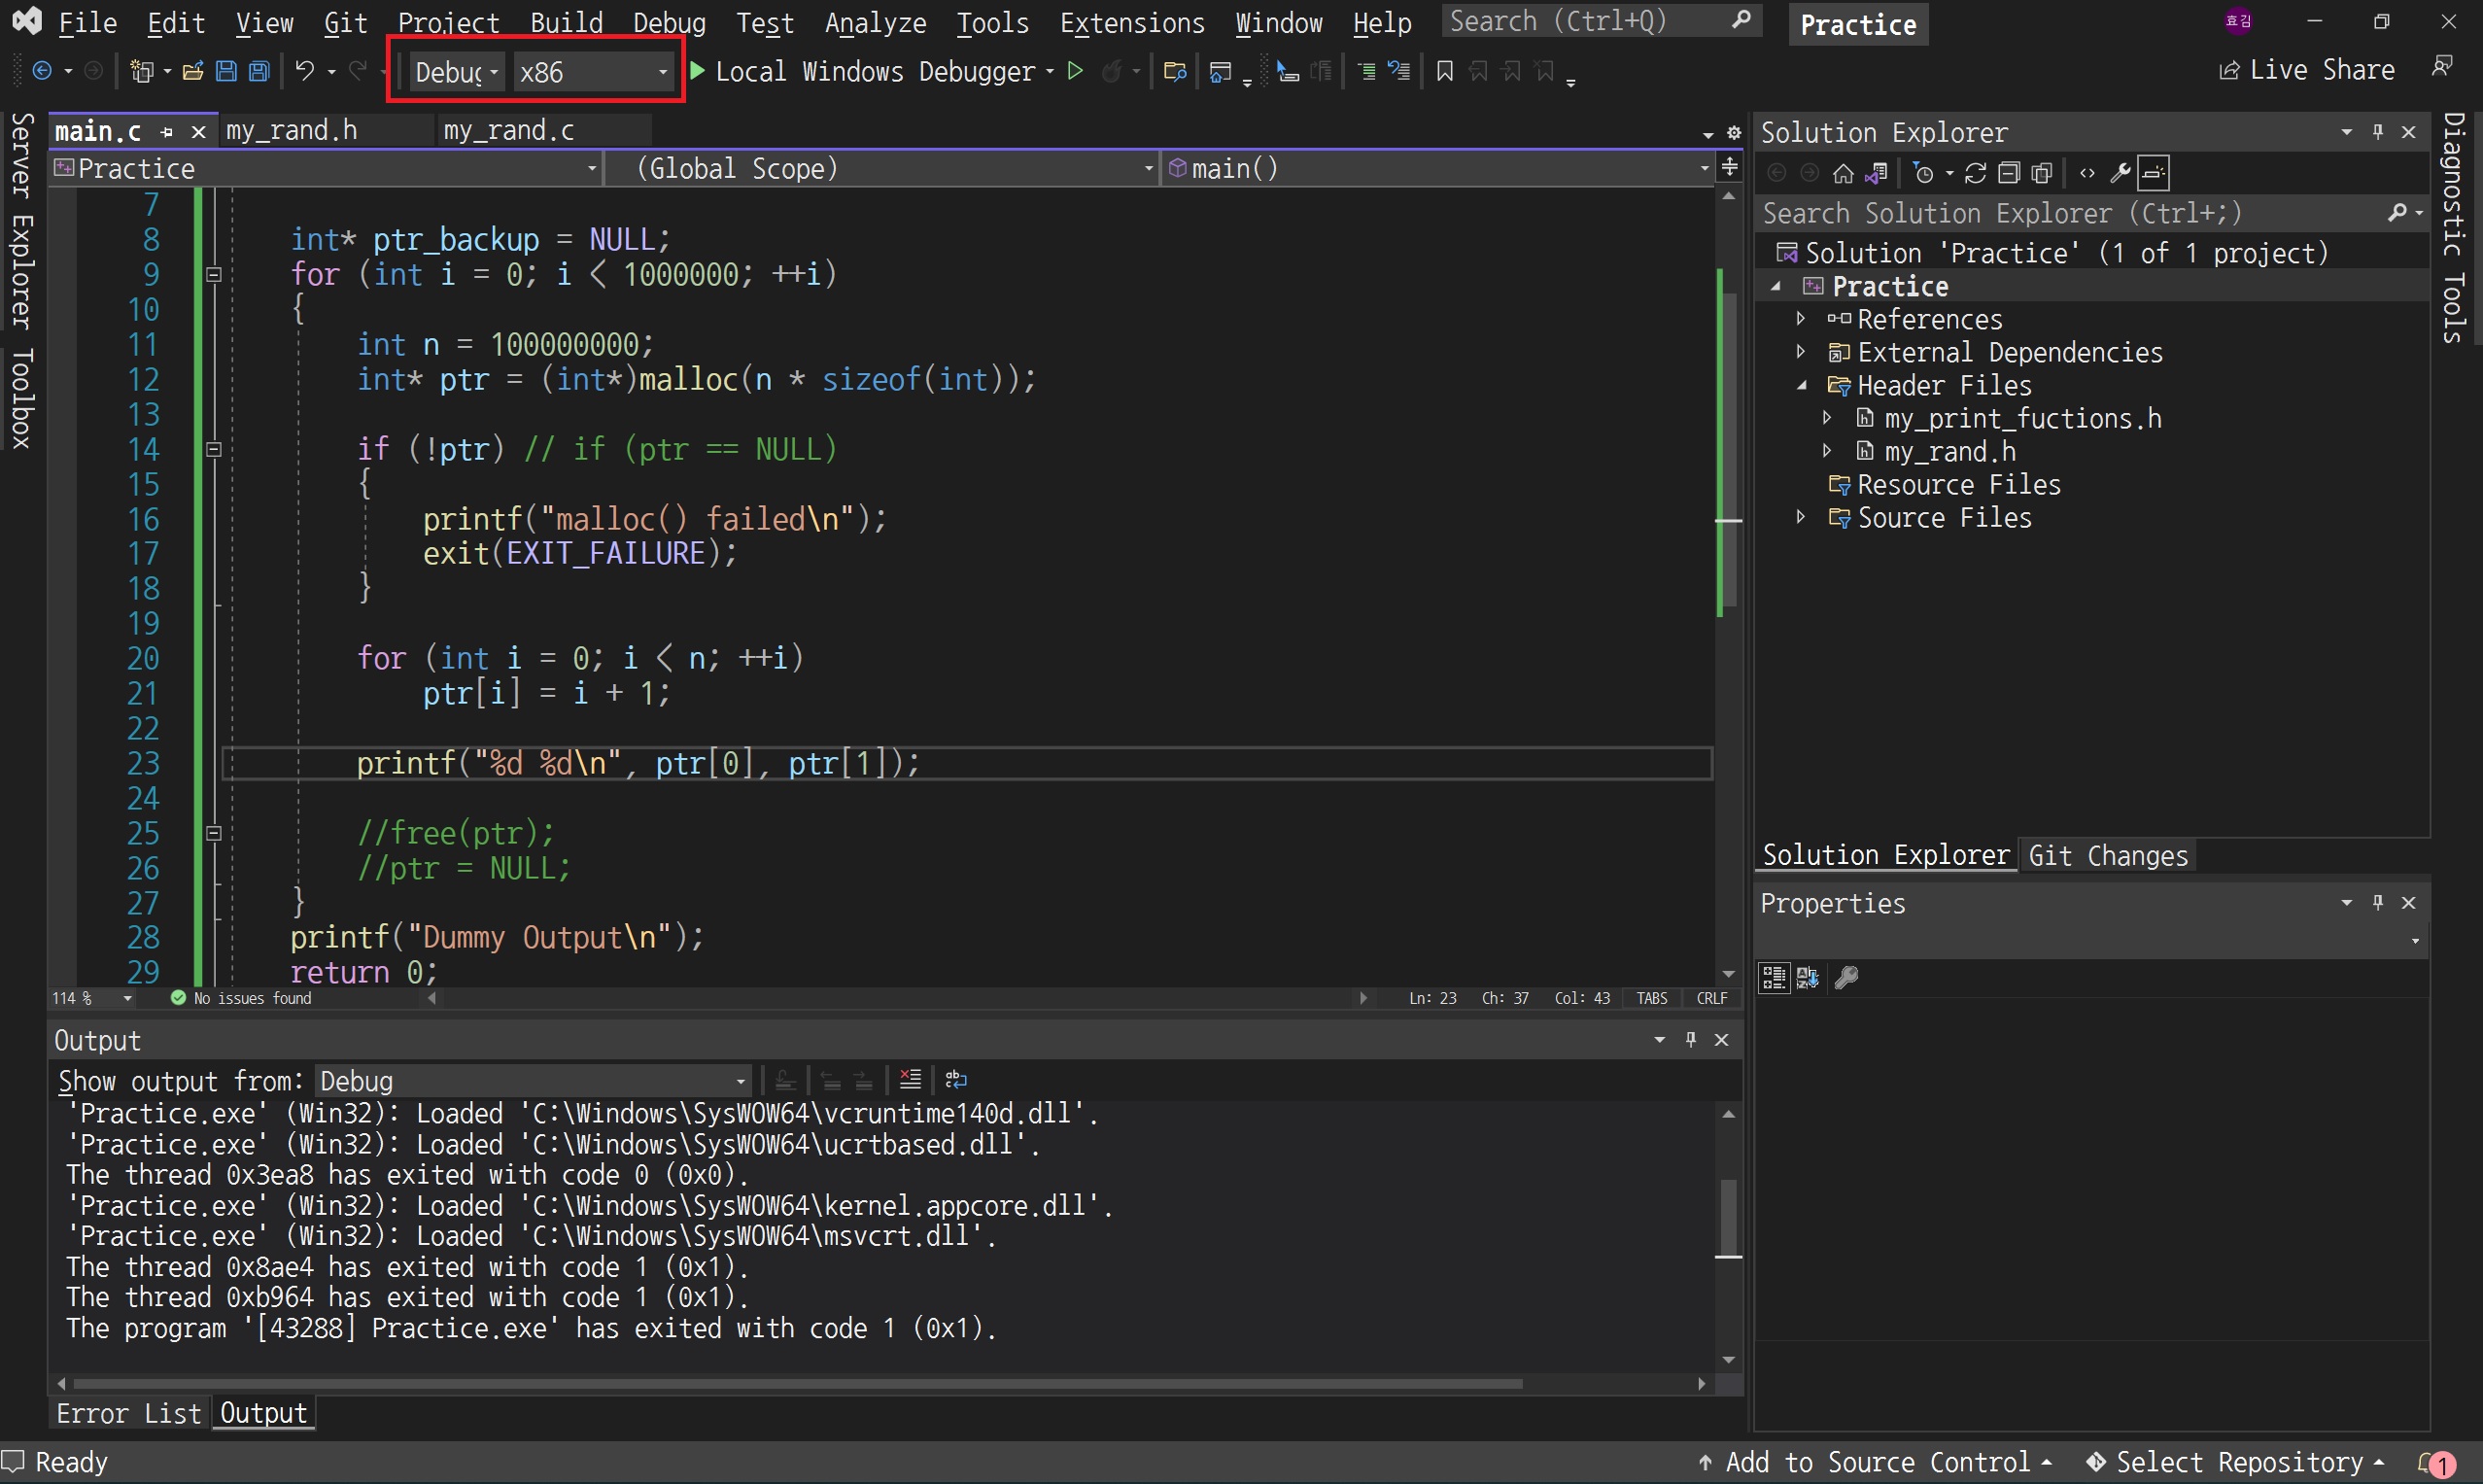 File Edit View Git Project Build Debug Test Analyze Tools Extensions Window Help Search (Ctrl+Q) Practice 효김
Debug x86 Local Windows Debugger Live Share
Server Explorer
Toolbox
main.c my_rand.h my_rand.c
Practice (Global Scope) main()
7
8 int* ptr_backup = NULL;
9 for (int i = 0; i < 1000000; ++i)
10 {
11 int n = 100000000;
12 int* ptr = (int*)malloc(n * sizeof(int));
13
14 if (!ptr) // if (ptr == NULL)
15 {
16 printf("malloc() failed\n");
17 exit(EXIT_FAILURE);
18 }
19
20 for (int i = 0; i < n; ++i)
21 ptr[i] = i + 1;
22
23 printf("%d %d\n", ptr[0], ptr[1]);
24
25 //free(ptr);
26 //ptr = NULL;
27 }
28 printf("Dummy Output\n");
29 return 0;
114 % No issues found Ln: 23 Ch: 37 Col: 43 TABS CRLF
Output
Show output from: Debug
'Practice.exe' (Win32): Loaded 'C:\Windows\SysWOW64\vcruntime140d.dll'.
'Practice.exe' (Win32): Loaded 'C:\Windows\SysWOW64\ucrtbased.dll'.
The thread 0x3ea8 has exited with code 0 (0x0).
'Practice.exe' (Win32): Loaded 'C:\Windows\SysWOW64\kernel.appcore.dll'.
'Practice.exe' (Win32): Loaded 'C:\Windows\SysWOW64\msvcrt.dll'.
The thread 0x8ae4 has exited with code 1 (0x1).
The thread 0xb964 has exited with code 1 (0x1).
The program '[43288] Practice.exe' has exited with code 1 (0x1).
Error List Output
Solution Explorer
Search Solution Explorer (Ctrl+;)
Solution 'Practice' (1 of 1 project)
Practice
References
External Dependencies
Header Files
my_print_fuctions.h
my_rand.h
Resource Files
Source Files
Solution Explorer Git Changes
Properties
Diagnostic Tools
Ready Add to Source Control Select Repository 1